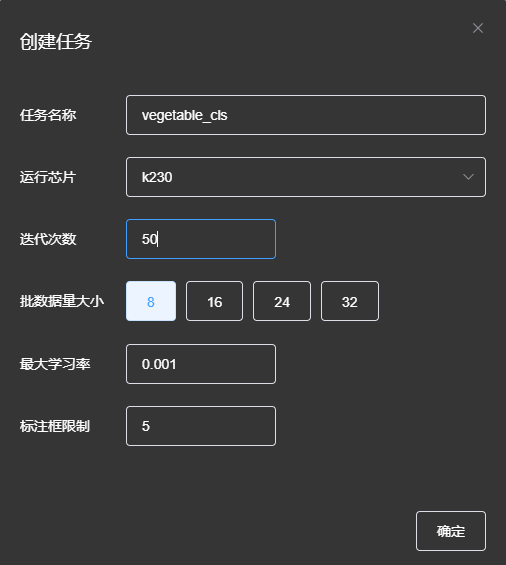 创建任务
任务名称 vegetable_cls
运行芯片 k230
迭代次数 50
批数据量大小 8 16 24 32
最大学习率 0.001
标注框限制 5
确定